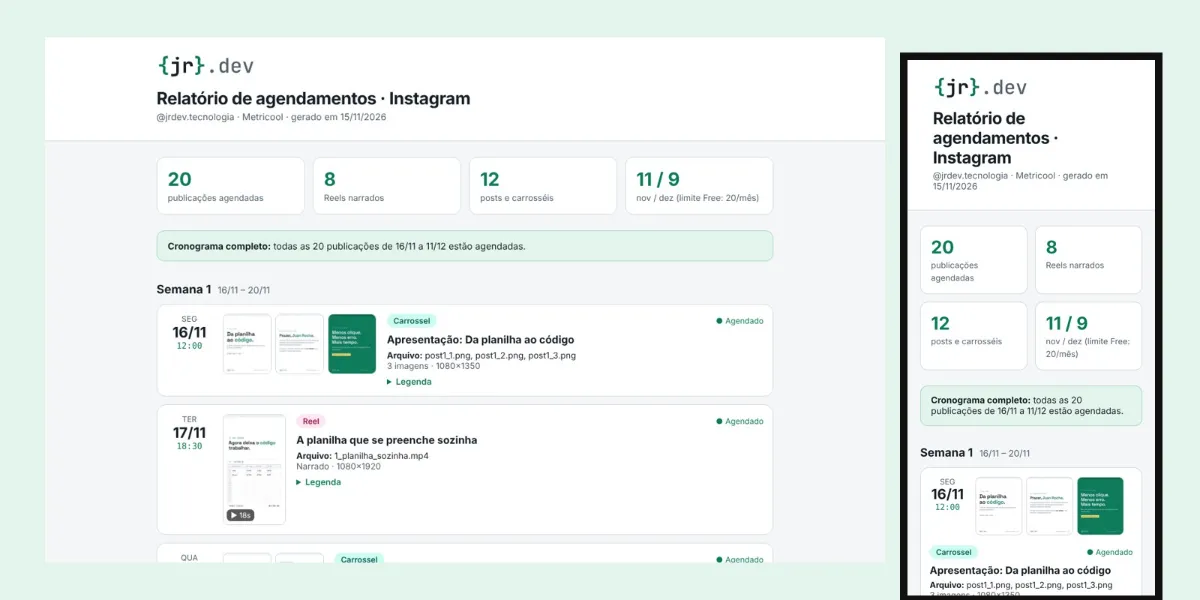 {jr}.dev
Relatório de agendamentos · Instagram
@jrdev.tecnologia · Metricool · gerado em 15/11/2026
20
publicações agendadas
8
Reels narrados
12
posts e carrosséis
11 / 9
nov / dez (limite Free: 20/mês)
Cronograma completo: todas as 20 publicações de 16/11 a 11/12 estão agendadas.
Semana 1 16/11 – 20/11
SEG
16/11
12:00
Da planilha
ao código.
Menos clique.
Menos erro.
Mais tempo.
Carrossel
Agendado
Apresentação: Da planilha ao código
Arquivo: post1_1.png, post1_2.png, post1_3.png
3 imagens · 1080×1350
Legenda
TER
17/11
18:30
Agora deixa o código
trabalhar.
18s
Reel
Agendado
A planilha que se preenche sozinha
Arquivo: 1_planilha_sozinha.mp4
Narrado · 1080×1920
Legenda
QUA
Carrossel
Agendado
{jr}.dev
Relatório de
agendamentos ·
Instagram
@jrdev.tecnologia · Metricool · gerado em
15/11/2026
20
publicações
agendadas
8
Reels narrados
12
posts e carrosséis
11 / 9
nov / dez (limite Free:
20/mês)
Cronograma completo: todas as 20
publicações de 16/11 a 11/12 estão agendadas.
Semana 1 16/11 – 20/11
SEG
16/11
12:00
Da planilha
ao código.
Menos clique.
Menos erro.
Mais tempo.
Carrossel
Agendado
Apresentação: Da planilha ao código
Arquivo: post1_1.png, post1_2.png, post1_3.png
3 imagens · 1080×1350